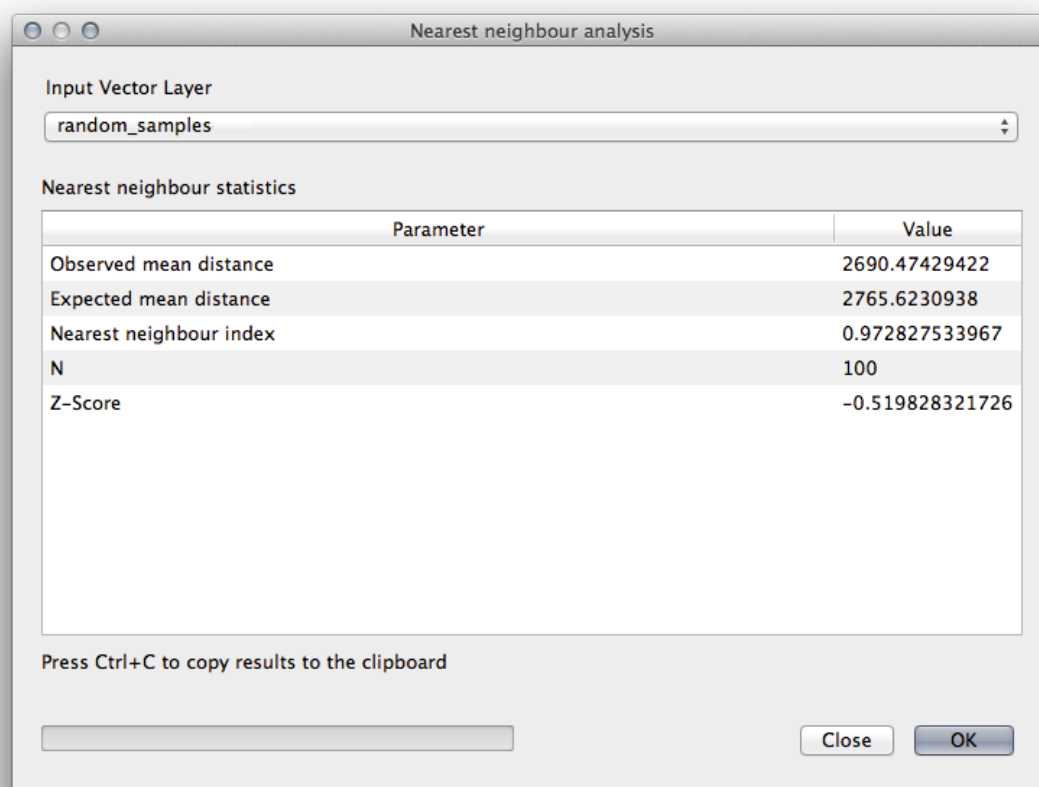 Nearest neighbour analysis
Input Vector Layer
random_samples
Nearest neighbour statistics
Parameter Value
Observed mean distance 2690.47429422
Expected mean distance 2765.6230938
Nearest neighbour index 0.972827533967
N 100
Z-Score -0.519828321726
Press Ctrl+C to copy results to the clipboard
Close OK